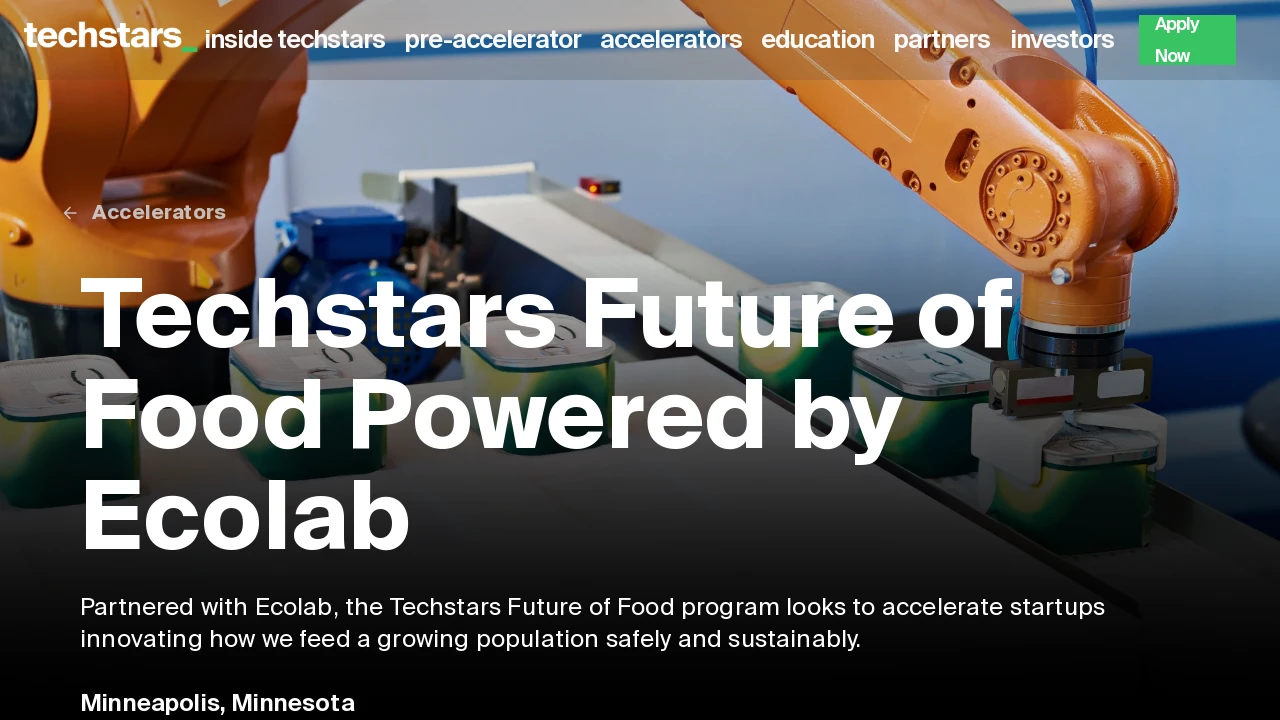 techstars_ inside techstars pre-accelerator accelerators education partners investors Apply Now
← Accelerators
Techstars Future of
Food Powered by
Ecolab
Partnered with Ecolab, the Techstars Future of Food program looks to accelerate startups
innovating how we feed a growing population safely and sustainably.
Minneapolis, Minnesota